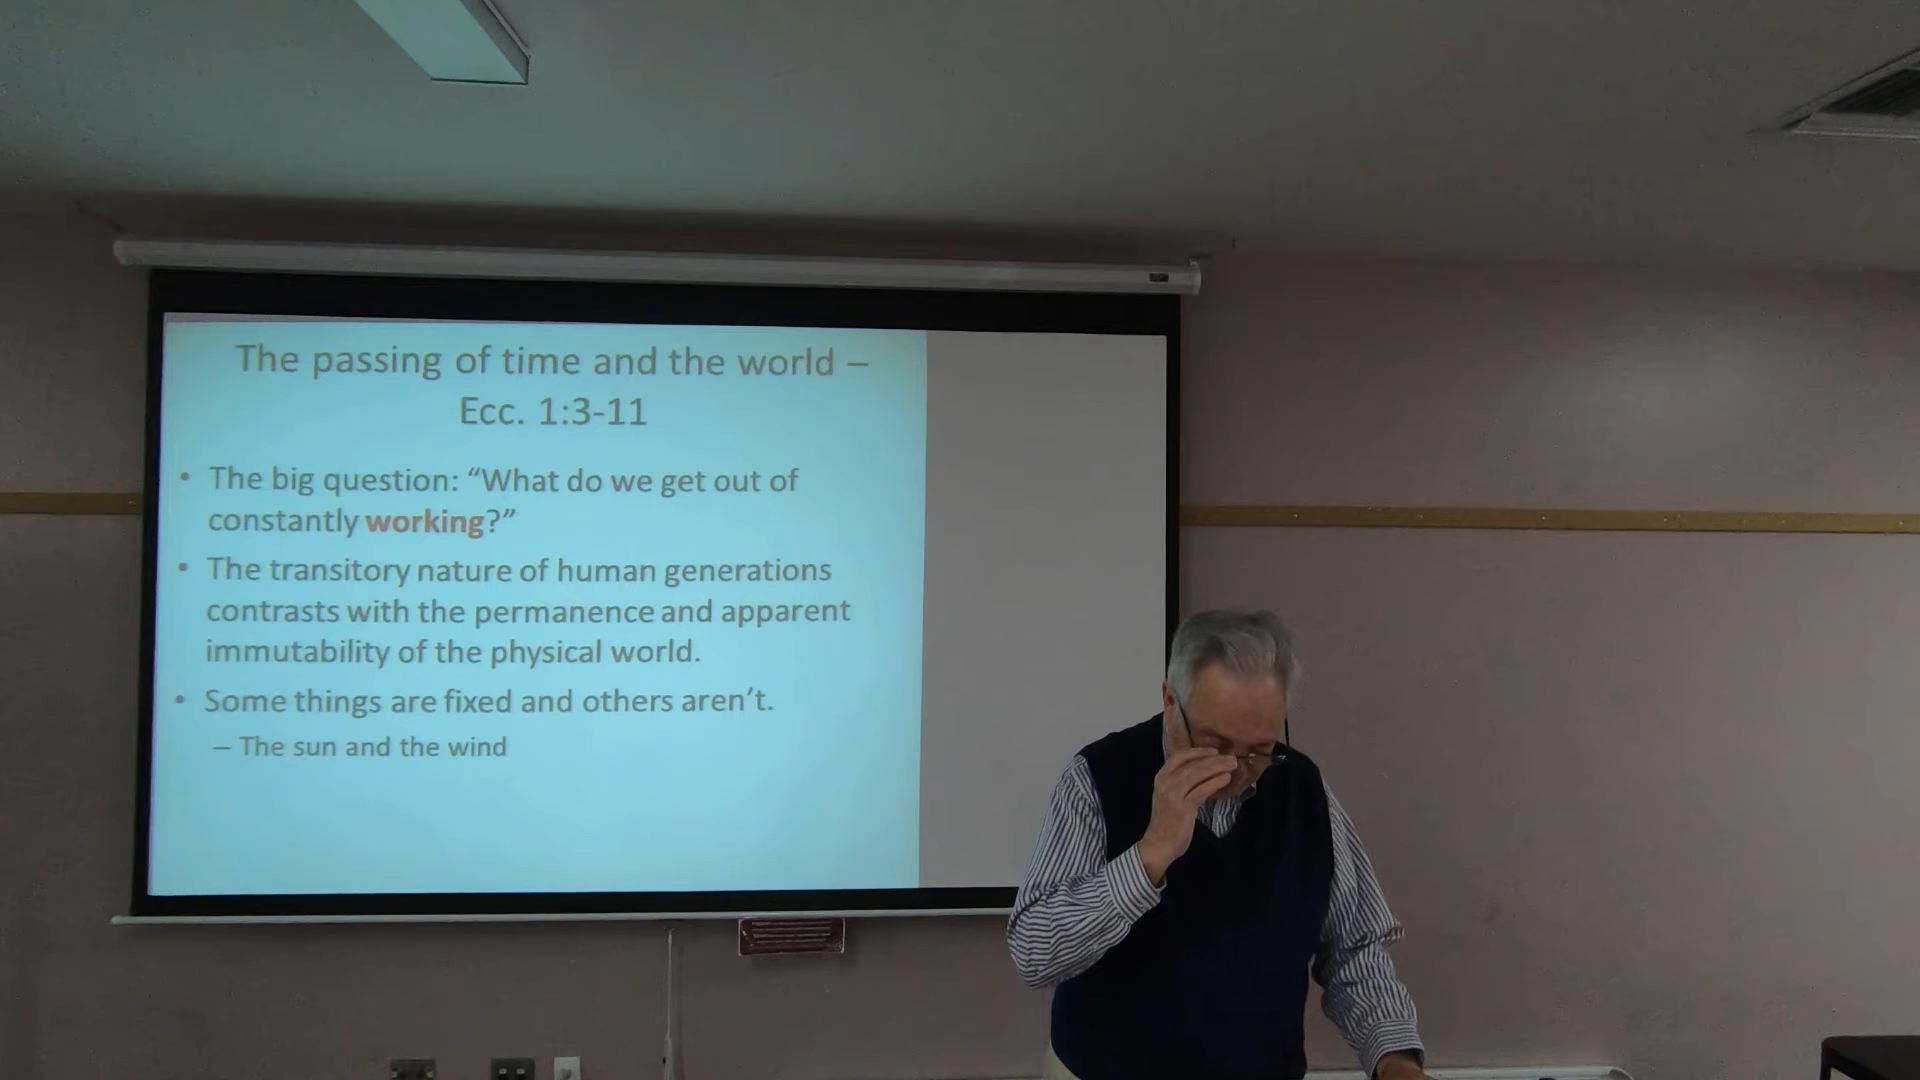 The passing of time and the world –
Ecc. 1:3-11
• The big question: “What do we get out of
constantly working?”
• The transitory nature of human generations
contrasts with the permanence and apparent
immutability of the physical world.
• Some things are fixed and others aren’t.
– The sun and the wind